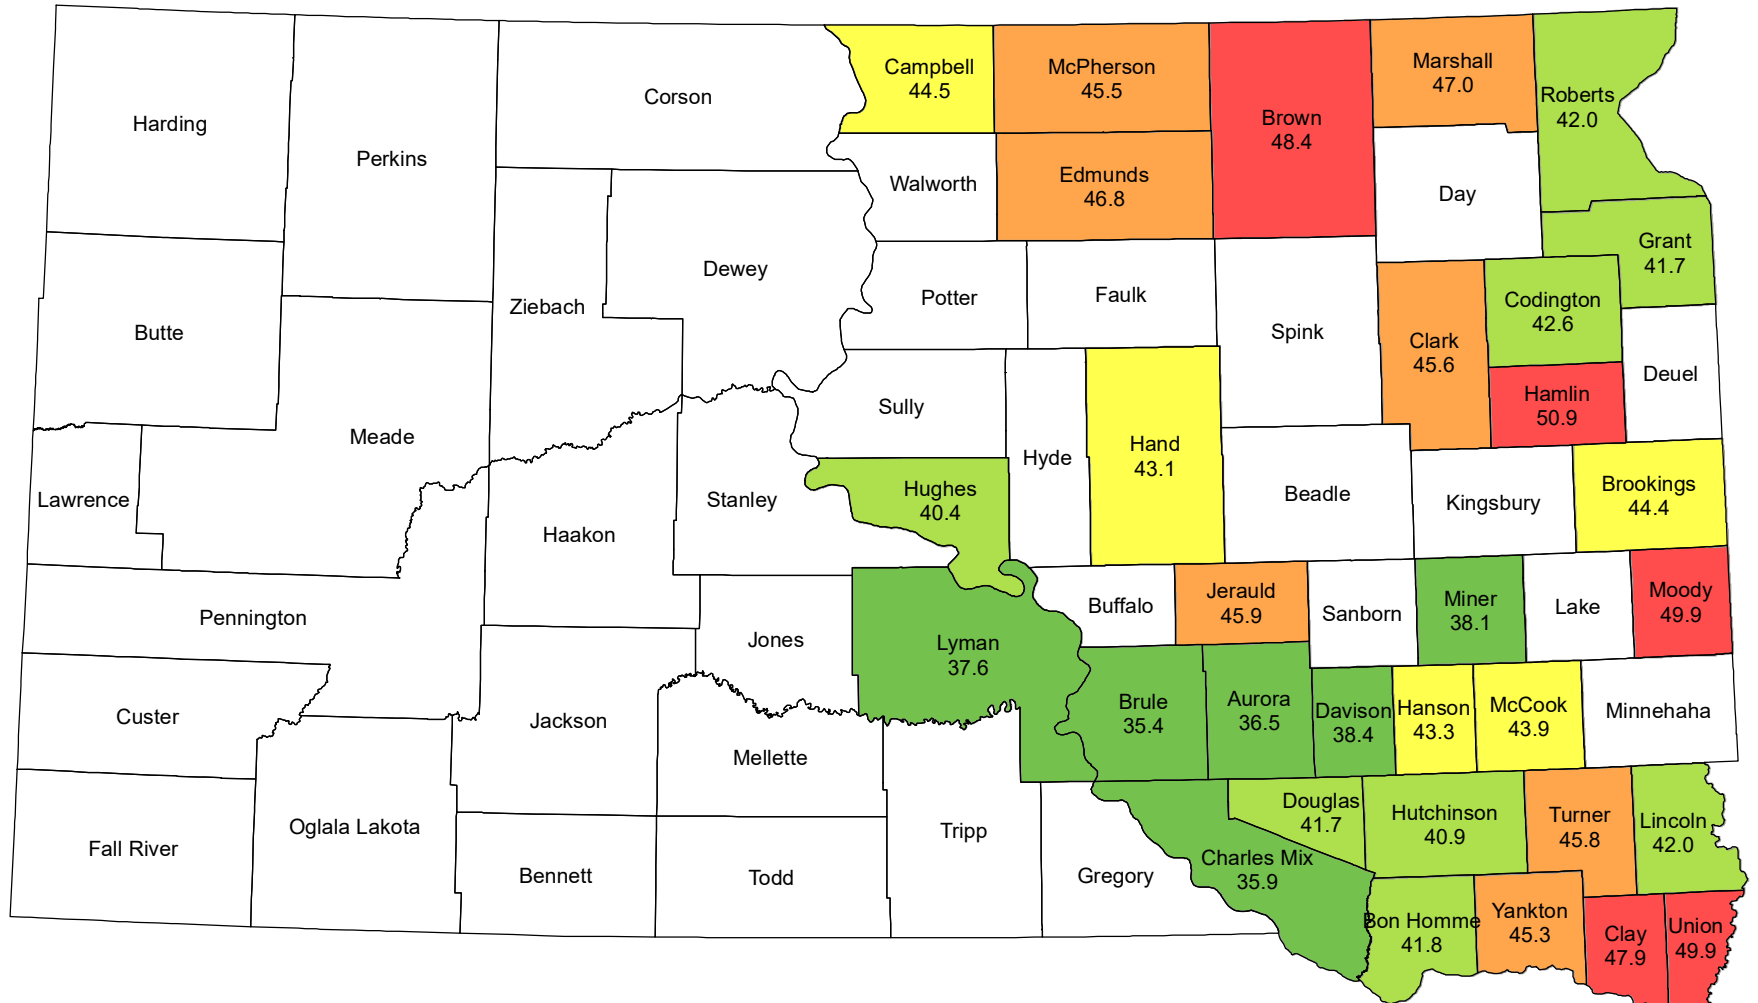 Harding
Perkins
Corson
Campbell
44.5
McPherson
45.5
Brown
48.4
Marshall
47.0
Roberts
42.0
Walworth
Edmunds
46.8
Day
Butte
Meade
Ziebach
Dewey
Potter
Faulk
Spink
Clark
45.6
Codington
42.6
Grant
41.7
Hamlin
50.9
Deuel
Lawrence
Haakon
Stanley
Sully
Hughes
40.4
Hyde
Hand
43.1
Beadle
Kingsbury
Brookings
44.4
Pennington
Jones
Lyman
37.6
Buffalo
Jerauld
45.9
Sanborn
Miner
38.1
Lake
Moody
49.9
Custer
Jackson
Mellette
Brule
35.4
Aurora
36.5
Davison
38.4
Hanson
43.3
McCook
43.9
Minnehaha
Fall River
Oglala Lakota
Bennett
Todd
Tripp
Gregory
Charles Mix
35.9
Douglas
41.7
Hutchinson
40.9
Turner
45.8
Lincoln
42.0
Bon Homme
41.8
Yankton
45.3
Clay
47.9
Union
49.9